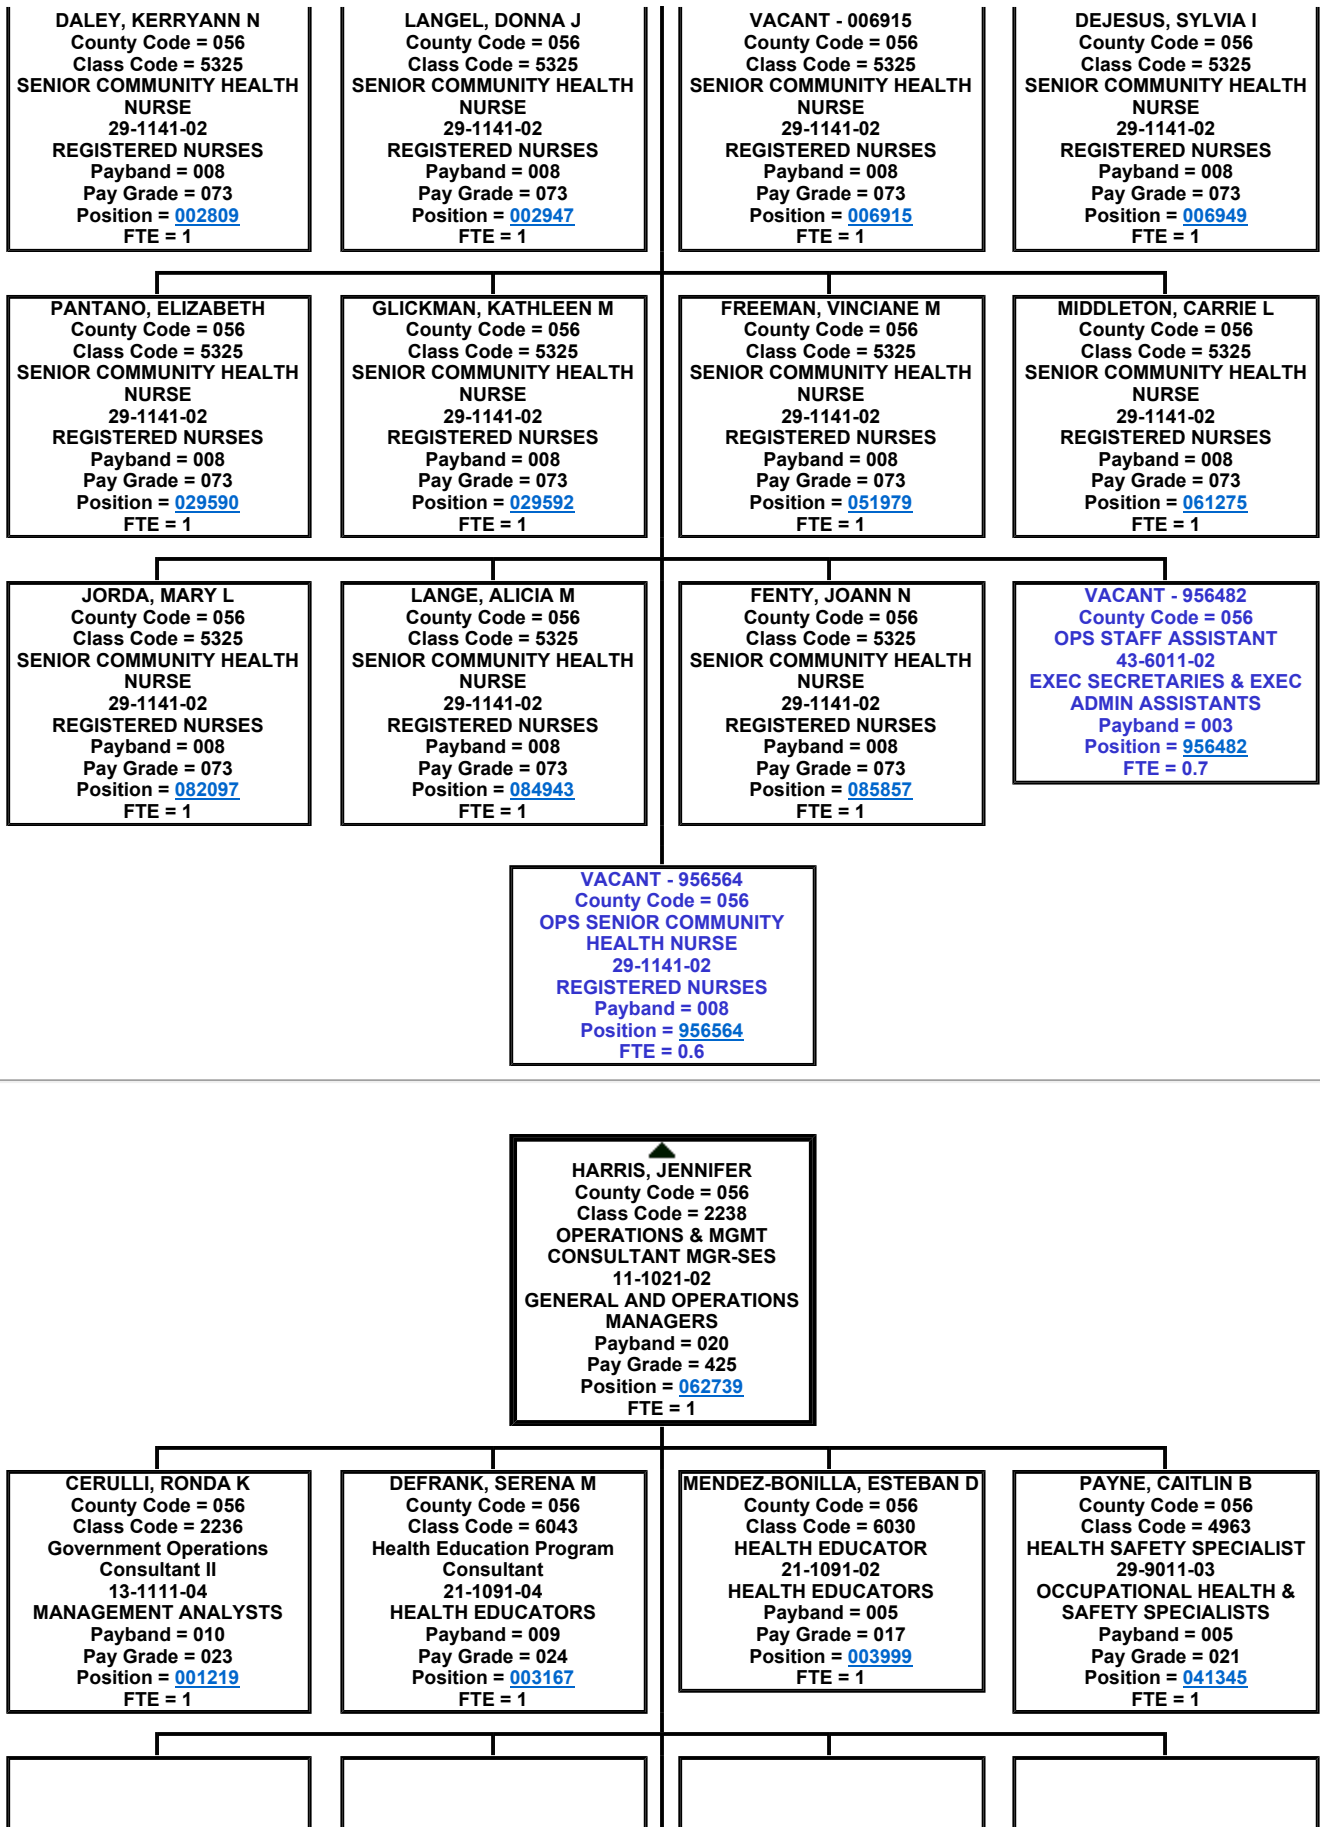 DALEY, KERRYANN N
County Code = 056
Class Code = 5325
SENIOR COMMUNITY HEALTH
NURSE
29-1141-02
REGISTERED NURSES
Payband = 008
Pay Grade = 073
Position = 002809
FTE = 1
LANGEL, DONNA J
County Code = 056
Class Code = 5325
SENIOR COMMUNITY HEALTH
NURSE
29-1141-02
REGISTERED NURSES
Payband = 008
Pay Grade = 073
Position = 002947
FTE = 1
VACANT - 006915
County Code = 056
Class Code = 5325
SENIOR COMMUNITY HEALTH
NURSE
29-1141-02
REGISTERED NURSES
Payband = 008
Pay Grade = 073
Position = 006915
FTE = 1
DEJESUS, SYLVIA I
County Code = 056
Class Code = 5325
SENIOR COMMUNITY HEALTH
NURSE
29-1141-02
REGISTERED NURSES
Payband = 008
Pay Grade = 073
Position = 006949
FTE = 1
PANTANO, ELIZABETH
County Code = 056
Class Code = 5325
SENIOR COMMUNITY HEALTH
NURSE
29-1141-02
REGISTERED NURSES
Payband = 008
Pay Grade = 073
Position = 029590
FTE = 1
GLICKMAN, KATHLEEN M
County Code = 056
Class Code = 5325
SENIOR COMMUNITY HEALTH
NURSE
29-1141-02
REGISTERED NURSES
Payband = 008
Pay Grade = 073
Position = 029592
FTE = 1
FREEMAN, VINCIANE M
County Code = 056
Class Code = 5325
SENIOR COMMUNITY HEALTH
NURSE
29-1141-02
REGISTERED NURSES
Payband = 008
Pay Grade = 073
Position = 051979
FTE = 1
MIDDLETON, CARRIE L
County Code = 056
Class Code = 5325
SENIOR COMMUNITY HEALTH
NURSE
29-1141-02
REGISTERED NURSES
Payband = 008
Pay Grade = 073
Position = 061275
FTE = 1
JORDA, MARY L
County Code = 056
Class Code = 5325
SENIOR COMMUNITY HEALTH
NURSE
29-1141-02
REGISTERED NURSES
Payband = 008
Pay Grade = 073
Position = 082097
FTE = 1
LANGE, ALICIA M
County Code = 056
Class Code = 5325
SENIOR COMMUNITY HEALTH
NURSE
29-1141-02
REGISTERED NURSES
Payband = 008
Pay Grade = 073
Position = 084943
FTE = 1
FENTY, JOANN N
County Code = 056
Class Code = 5325
SENIOR COMMUNITY HEALTH
NURSE
29-1141-02
REGISTERED NURSES
Payband = 008
Pay Grade = 073
Position = 085857
FTE = 1
VACANT - 956482
County Code = 056
OPS STAFF ASSISTANT
43-6011-02
EXEC SECRETARIES & EXEC
ADMIN ASSISTANTS
Payband = 003
Position = 956482
FTE = 0.7
VACANT - 956564
County Code = 056
OPS SENIOR COMMUNITY
HEALTH NURSE
29-1141-02
REGISTERED NURSES
Payband = 008
Position = 956564
FTE = 0.6
HARRIS, JENNIFER
County Code = 056
Class Code = 2238
OPERATIONS & MGMT
CONSULTANT MGR-SES
11-1021-02
GENERAL AND OPERATIONS
MANAGERS
Payband = 020
Pay Grade = 425
Position = 062739
FTE = 1
CERULLI, RONDA K
County Code = 056
Class Code = 2236
Government Operations
Consultant II
13-1111-04
MANAGEMENT ANALYSTS
Payband = 010
Pay Grade = 023
Position = 001219
FTE = 1
DEFRANK, SERENA M
County Code = 056
Class Code = 6043
Health Education Program
Consultant
21-1091-04
HEALTH EDUCATORS
Payband = 009
Pay Grade = 024
Position = 003167
FTE = 1
MENDEZ-BONILLA, ESTEBAN D
County Code = 056
Class Code = 6030
HEALTH EDUCATOR
21-1091-02
HEALTH EDUCATORS
Payband = 005
Pay Grade = 017
Position = 003999
FTE = 1
PAYNE, CAITLIN B
County Code = 056
Class Code = 4963
HEALTH SAFETY SPECIALIST
29-9011-03
OCCUPATIONAL HEALTH &
SAFETY SPECIALISTS
Payband = 005
Pay Grade = 021
Position = 041345
FTE = 1